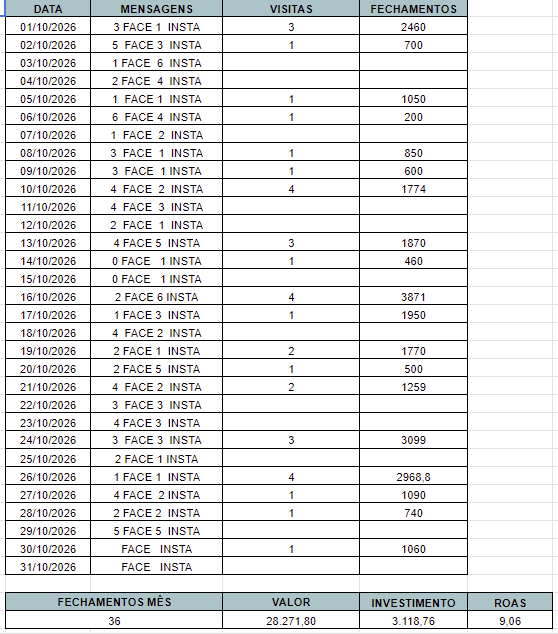 DATA MENSAGENS VISITAS FECHAMENTOS
01/10/2026 3 FACE 1 INSTA 3 2460
02/10/2026 5 FACE 3 INSTA 1 700
03/10/2026 1 FACE 6 INSTA
04/10/2026 2 FACE 4 INSTA
05/10/2026 1 FACE 1 INSTA 1 1050
06/10/2026 6 FACE 4 INSTA 1 200
07/10/2026 1 FACE 2 INSTA
08/10/2026 3 FACE 1 INSTA 1 850
09/10/2026 3 FACE 1 INSTA 1 600
10/10/2026 4 FACE 2 INSTA 4 1774
11/10/2026 4 FACE 3 INSTA
12/10/2026 2 FACE 1 INSTA
13/10/2026 4 FACE 5 INSTA 3 1870
14/10/2026 0 FACE 1 INSTA 1 460
15/10/2026 0 FACE 1 INSTA
16/10/2026 2 FACE 6 INSTA 4 3871
17/10/2026 1 FACE 3 INSTA 1 1950
18/10/2026 4 FACE 2 INSTA
19/10/2026 2 FACE 1 INSTA 2 1770
20/10/2026 2 FACE 5 INSTA 1 500
21/10/2026 4 FACE 2 INSTA 2 1259
22/10/2026 3 FACE 3 INSTA
23/10/2026 4 FACE 3 INSTA
24/10/2026 3 FACE 3 INSTA 3 3099
25/10/2026 2 FACE 1 INSTA
26/10/2026 1 FACE 1 INSTA 4 2968,8
27/10/2026 4 FACE 2 INSTA 1 1090
28/10/2026 2 FACE 2 INSTA 1 740
29/10/2026 5 FACE 5 INSTA
30/10/2026 FACE INSTA 1 1060
31/10/2026 FACE INSTA
FECHAMENTOS MÊS VALOR INVESTIMENTO ROAS
36 28.271,80 3.118,76 9,06